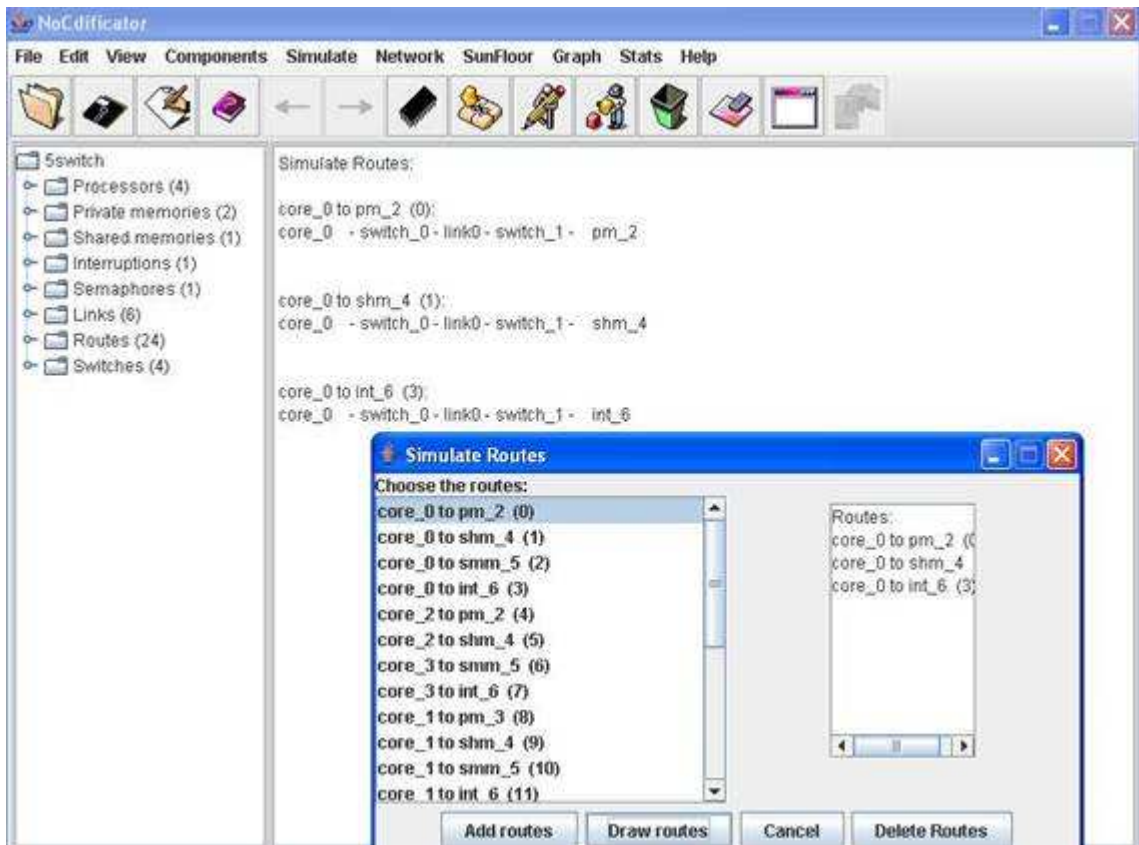 NoCdificator
File Edit View Components Simulate Network SunFloor Graph Stats Help
5switch
Processors (4)
Private memories (2)
Shared memories (1)
Interruptions (1)
Semaphores (1)
Links (6)
Routes (24)
Switches (4)
Simulate Routes:
core_0 to pm_2 (0):
core_0 - switch_0 - link0 - switch_1 - pm_2
core_0 to shm_4 (1):
core_0 - switch_0 - link0 - switch_1 - shm_4
core_0 to int_6 (3):
core_0 - switch_0 - link0 - switch_1 - int_6
Simulate Routes
Choose the routes:
core_0 to pm_2 (0)
core_0 to shm_4 (1)
core_0 to smm_5 (2)
core_0 to int_6 (3)
core_2 to pm_2 (4)
core_2 to shm_4 (5)
core_3 to smm_5 (6)
core_3 to int_6 (7)
core_1 to pm_3 (8)
core_1 to shm_4 (9)
core_1 to smm_5 (10)
core_1 to int_6 (11)
Routes:
core_0 to pm_2 (0
core_0 to shm_4
core_0 to int_6 (3)
Add routes Draw routes Cancel Delete Routes